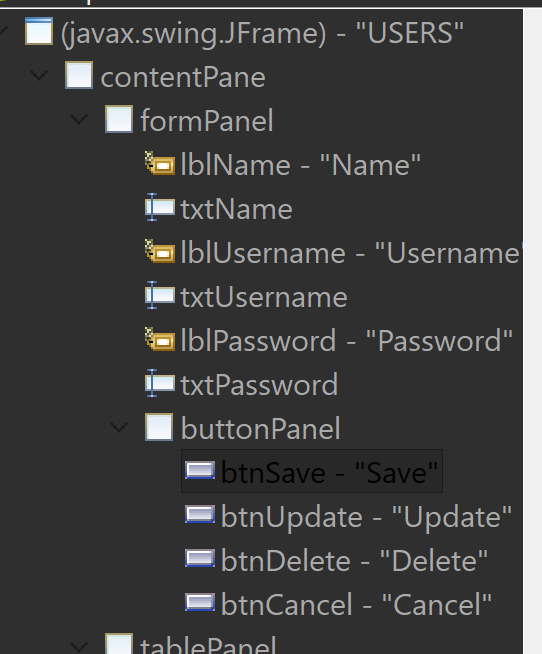 (javax.swing.JFrame) - "USERS"
contentPane
formPanel
lblName - "Name"
txtName
lblUsername - "Username"
txtUsername
lblPassword - "Password"
txtPassword
buttonPanel
btnSave - "Save"
btnUpdate - "Update"
btnDelete - "Delete"
btnCancel - "Cancel"
tablePanel